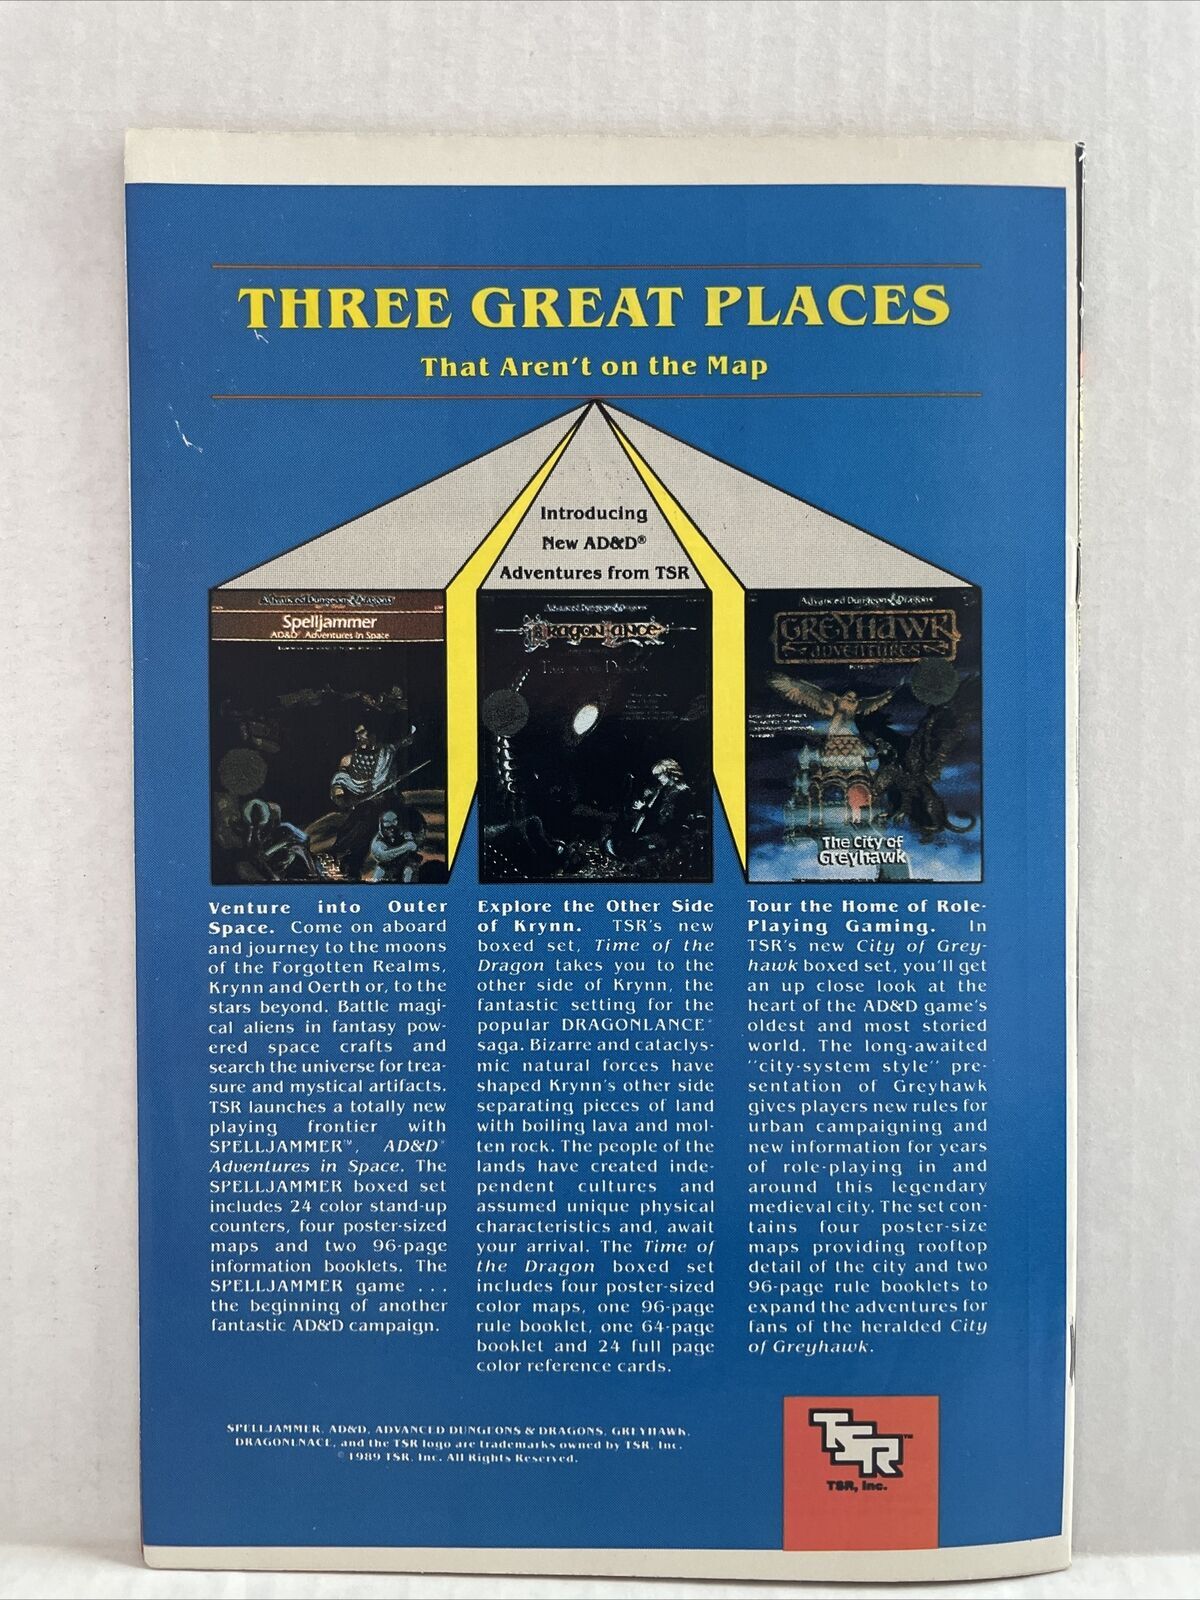 THREE GREAT PLACES
That Aren't on the Map
Introducing
New AD&D®
Adventures from TSR
Advanced Dungeons & Dragons
Spelljammer
AD&D Adventures in Space
Advanced Dungeons & Dragons
DragonLance
Time of the Dragon
Advanced Dungeons & Dragons
GREYHAWK
ADVENTURES
The City of
Greyhawk
Venture into Outer
Space. Come on aboard
and journey to the moons
of the Forgotten Realms,
Krynn and Oerth or, to the
stars beyond. Battle magi-
cal aliens in fantasy pow-
ered space crafts and
search the universe for trea-
sure and mystical artifacts.
TSR launches a totally new
playing frontier with
SPELLJAMMER™, AD&D®
Adventures in Space. The
SPELLJAMMER boxed set
includes 24 color stand-up
counters, four poster-sized
maps and two 96-page
information booklets. The
SPELLJAMMER game . . .
the beginning of another
fantastic AD&D campaign.
Explore the Other Side
of Krynn. TSR's new
boxed set, Time of the
Dragon takes you to the
other side of Krynn, the
fantastic setting for the
popular DRAGONLANCE®
saga. Bizarre and cataclys-
mic natural forces have
shaped Krynn's other side
separating pieces of land
with boiling lava and mol-
ten rock. The people of the
lands have created inde-
pendent cultures and
assumed unique physical
characteristics and, await
your arrival. The Time of
the Dragon boxed set
includes four poster-sized
color maps, one 96-page
rule booklet, one 64-page
booklet and 24 full page
color reference cards.
Tour the Home of Role-
Playing Gaming. In
TSR's new City of Grey-
hawk boxed set, you'll get
an up close look at the
heart of the AD&D game's
oldest and most storied
world. The long-awaited
"city-system style" pre-
sentation of Greyhawk
gives players new rules for
urban campaigning and
new information for years
of role-playing in and
around this legendary
medieval city. The set con-
tains four poster-size
maps providing rooftop
detail of the city and two
96-page rule booklets to
expand the adventures for
fans of the heralded City
of Greyhawk.
SPELLJAMMER, AD&D, ADVANCED DUNGEONS & DRAGONS, GREYHAWK,
DRAGONLNACE, and the TSR logo are trademarks owned by TSR, Inc.
© 1989 TSR, Inc. All Rights Reserved.
TSR™
TSR, Inc.